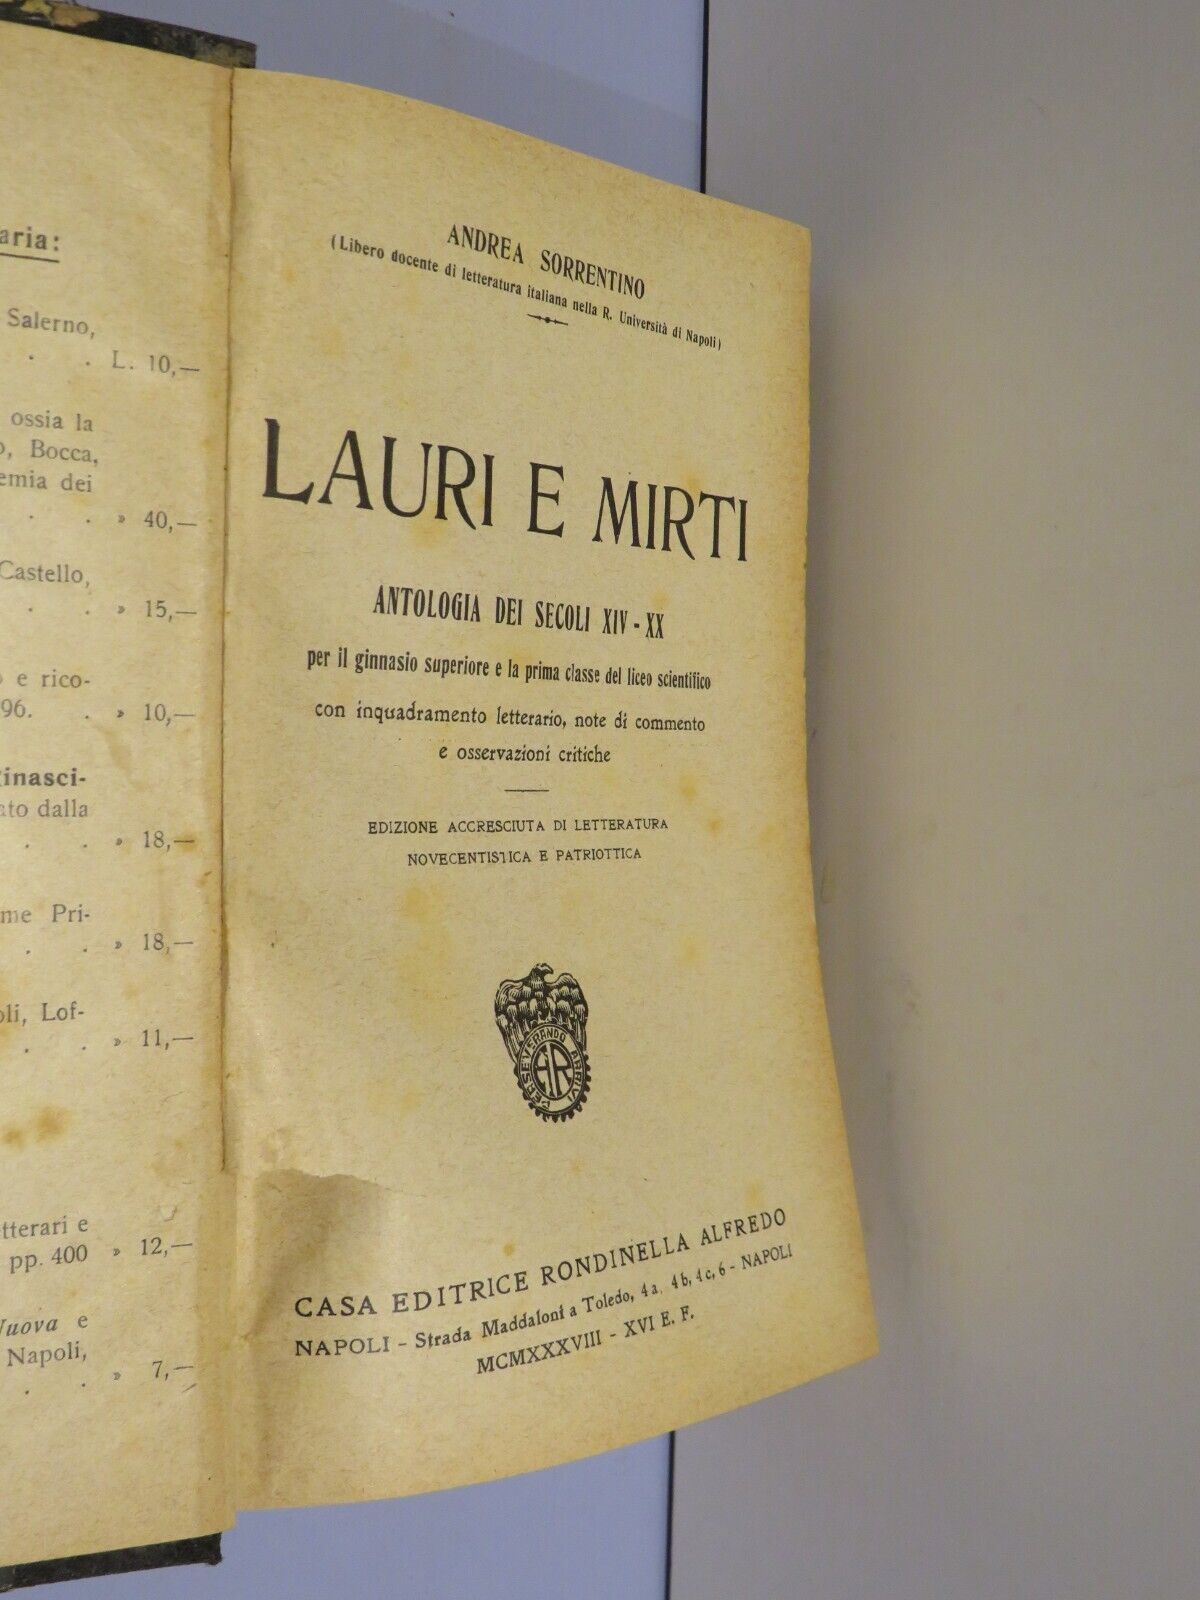 aria:
Salerno,
. . L. 10,—
ossia la
o, Bocca,
emia dei
. . » 40,—
Castello,
. . » 15,—
o e rico-
96. . » 10,—
inasci-
ato dalla
. . » 18,—
me Pri-
. . » 18,—
oli, Lof-
. . » 11,—
etterari e
pp. 400 » 12,—
Nuova e
Napoli,
. . » 7,—
ANDREA SORRENTINO
(Libero docente di letteratura italiana nella R. Università di Napoli)
LAURI E MIRTI
ANTOLOGIA DEI SECOLI XIV - XX
per il ginnasio superiore e la prima classe del liceo scientifico
con inquadramento letterario, note di commento
e osservazioni critiche
EDIZIONE ACCRESCIUTA DI LETTERATURA
NOVECENTISTICA E PATRIOTTICA
PERSEVERANDO ARRIVI
AR
CASA EDITRICE RONDINELLA ALFREDO
NAPOLI - Strada Maddaloni a Toledo, 4a, 4b, 4c, 6 - NAPOLI
MCMXXXVIII - XVI E. F.